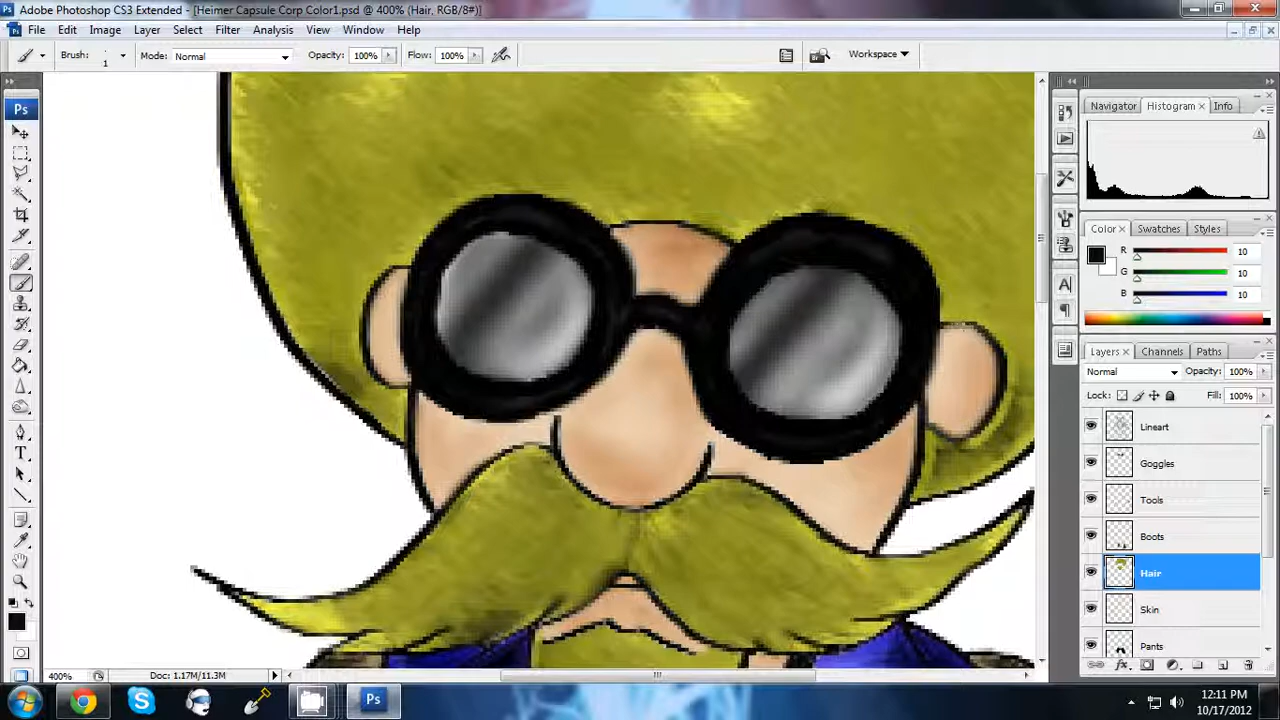 Adobe Photoshop CS3 Extended - [Heimer Capsule Corp Color1.psd @ 400% (Hair, RGB/8#)]
Ps File Edit Image Layer Select Filter Analysis View Window Help
Brush: 1 Mode: Normal Opacity: 100% Flow: 100% Workspace
Ps
Navigator Histogram Info
Color Swatches Styles
R 10
G 10
B 10
Layers Channels Paths
Normal Opacity: 100%
Lock: Fill: 100%
Lineart
Goggles
Tools
Boots
Hair
Skin
Pants
T
A
400% Doc: 1.17M/11.3M
S Ps
12:11 PM
10/17/2012